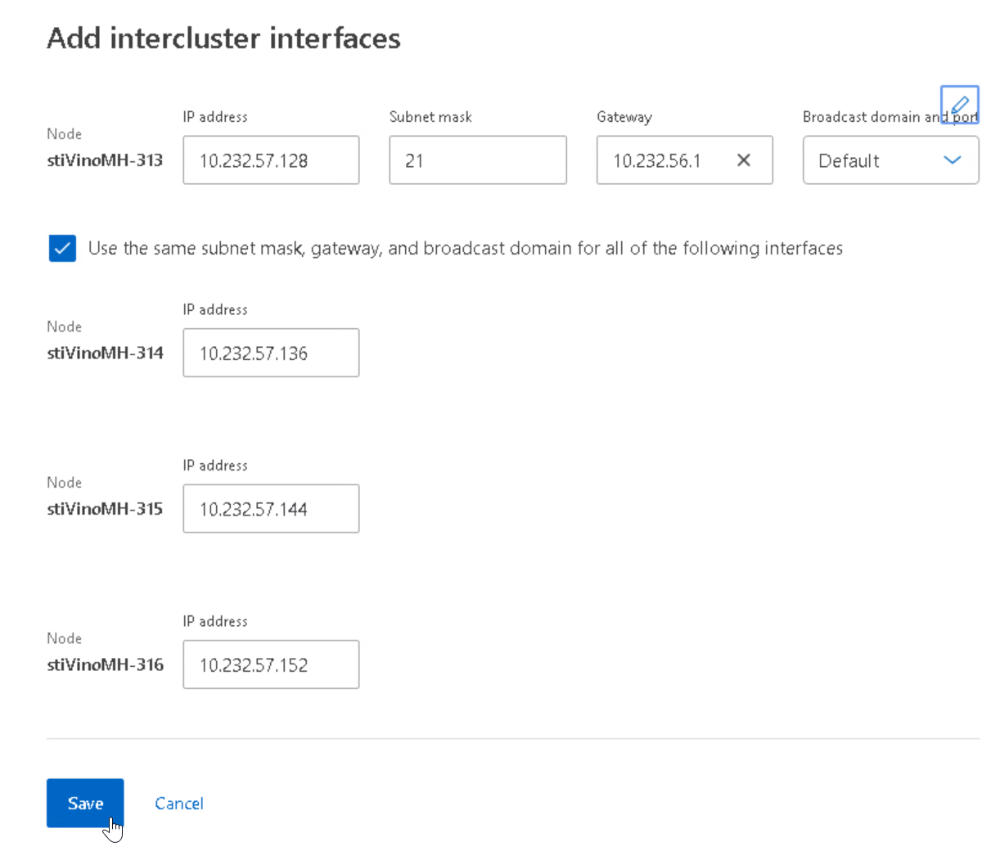 Add intercluster interfaces
IP address Subnet mask Gateway Broadcast domain and port
Node
stiVinoMH-313 10.232.57.128 21 10.232.56.1 Default
Use the same subnet mask, gateway, and broadcast domain for all of the following interfaces
IP address
Node
stiVinoMH-314 10.232.57.136
IP address
Node
stiVinoMH-315 10.232.57.144
IP address
Node
stiVinoMH-316 10.232.57.152
Save Cancel